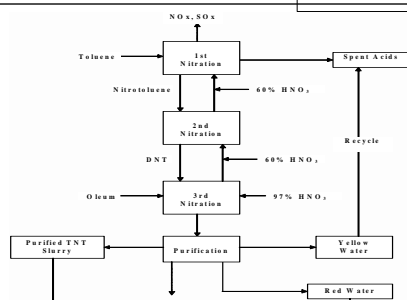 NOx, SOx
Toluene
1st
Nitration
Spent Acids
Nitrotoluene
60% HNO₃
2nd
Nitration
Recycle
DNT
60% HNO₃
Oleum
3rd
Nitration
97% HNO₃
Purified TNT
Slurry
Purification
Yellow
Water
Red Water